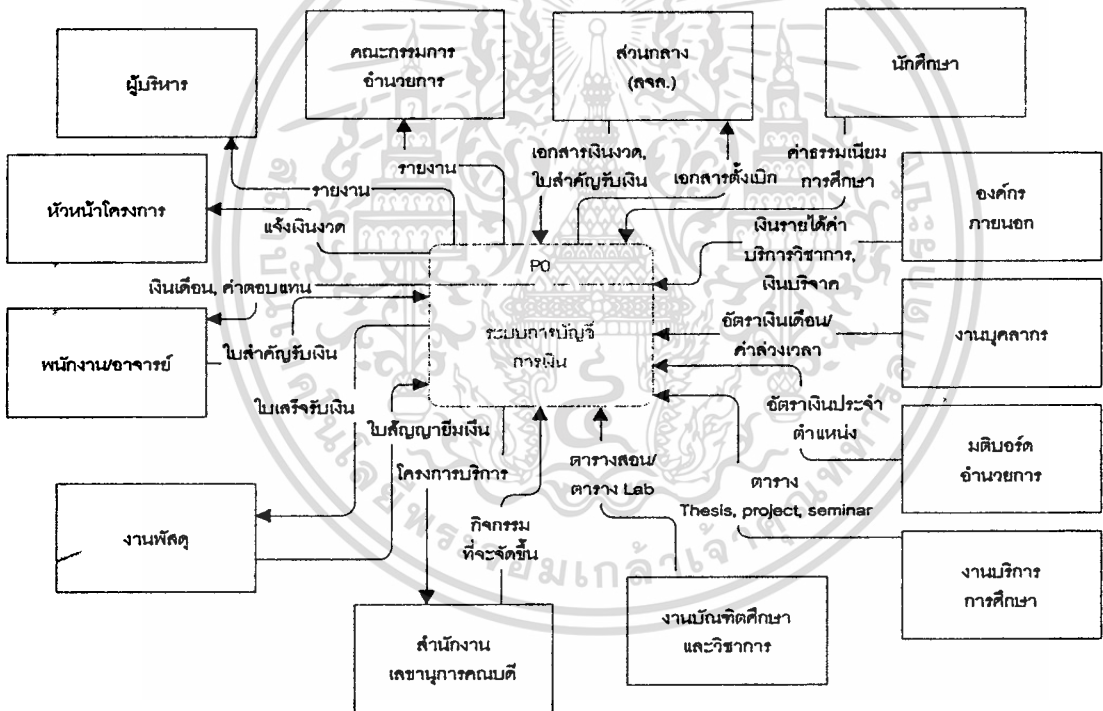 ผู้บริหาร
คณะกรรมการ
อำนวยการ
ส่วนกลาง
(สจล.)
นักศึกษา
หัวหน้าโครงการ
รายงาน
รายงาน
แจ้งเงินงวด
เอกสารเงินงวด,
ใบสำคัญรับเงิน
เอกสารตั้งเบิก
ค่าธรรมเนียม
การศึกษา
องค์กร
ภายนอก
เงินรายได้ค่า
บริการวิชาการ,
เงินบริจาค
P0
ระบบการบัญชี
การเงิน
เงินเดือน, ค่าตอบแทน
พนักงาน/อาจารย์
ใบสำคัญรับเงิน
อัตราเงินเดือน/
ค่าล่วงเวลา
งานบุคลากร
ใบเสร็จรับเงิน
ใบสัญญายืมเงิน
อัตราเงินประจำ
ตำแหน่ง
มติบอร์ด
อำนวยการ
งานพัสดุ
โครงการบริการ
กิจกรรม
ที่จะจัดขึ้น
ตารางสอน/
ตาราง Lab
ตาราง
Thesis, project, seminar
งานบริการ
การศึกษา
สำนักงาน
เลขานุการคณบดี
งานบัณฑิตศึกษา
และวิชาการ